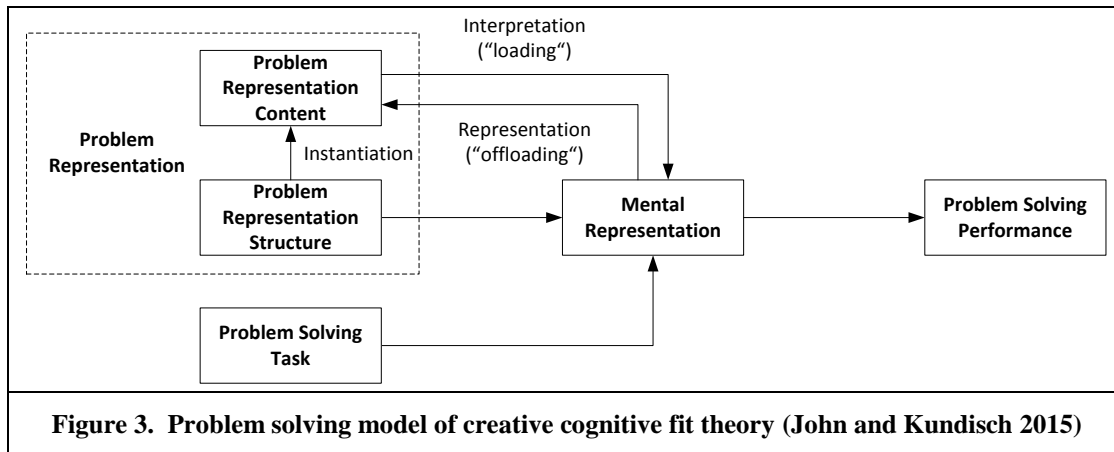 Interpretation
(“loading“)
Problem
Representation
Content
Problem
Representation
Instantiation
Representation
(“offloading“)
Problem
Representation
Structure
Mental
Representation
Problem Solving
Performance
Problem Solving
Task
Figure 3. Problem solving model of creative cognitive fit theory (John and Kundisch 2015)